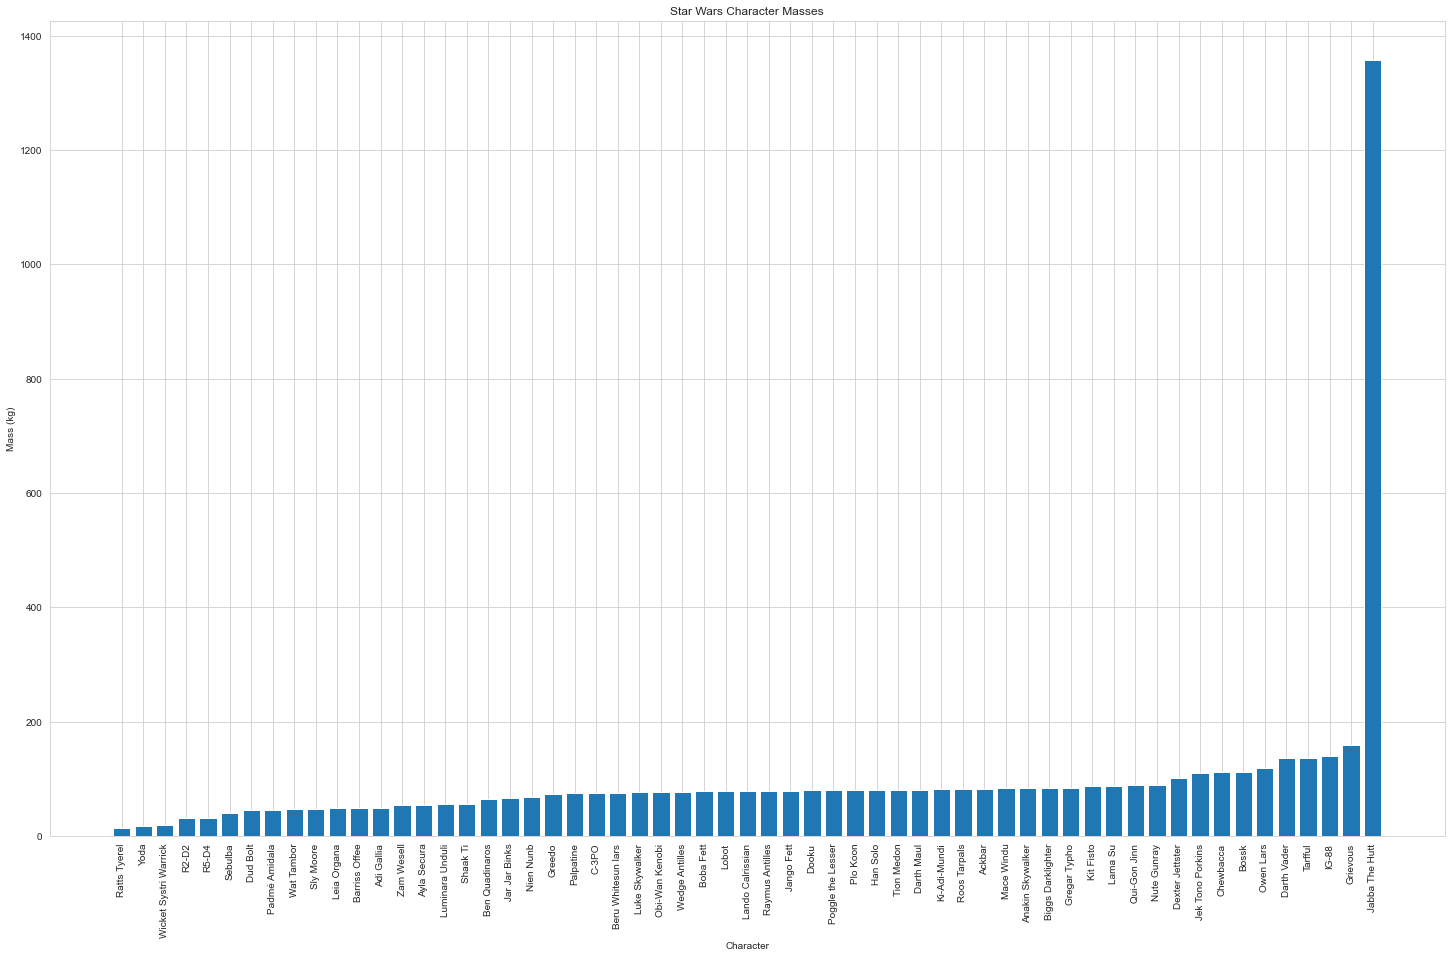 Star Wars Character Masses
1400
1200
1000
800
600
400
200
0
Mass (kg)
Ratts Tyerel
Yoda
Wicket Systri Warrick
R2-D2
R5-D4
Sebulba
Dud Bolt
Padmé Amidala
Wat Tambor
Sly Moore
Leia Organa
Barriss Offee
Adi Gallia
Zam Wesell
Ayla Secura
Luminara Unduli
Shaak Ti
Ben Quadinaros
Jar Jar Binks
Nien Nunb
Greedo
Palpatine
C-3PO
Beru Whitesun lars
Luke Skywalker
Obi-Wan Kenobi
Wedge Antilles
Boba Fett
Lobot
Lando Calrissian
Raymus Antilles
Jango Fett
Dooku
Poggle the Lesser
Plo Koon
Han Solo
Tion Medon
Darth Maul
Ki-Adi-Mundi
Roos Tarpals
Ackbar
Mace Windu
Anakin Skywalker
Biggs Darklighter
Gregar Typho
Kit Fisto
Lama Su
Qui-Gon Jinn
Nute Gunray
Dexter Jettster
Jek Tono Porkins
Chewbacca
Bossk
Owen Lars
Darth Vader
Tarfful
IG-88
Grievous
Jabba The Hutt
Character